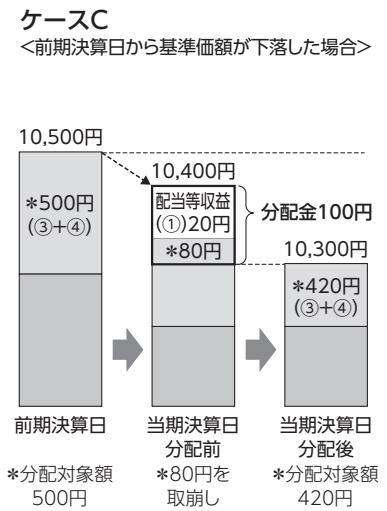 ケースC
<前期決算日から基準価額が下落した場合>
10,500円
10,400円
＊500円
(③+④)
配当等収益
(①)20円
＊80円
分配金100円
10,300円
＊420円
(③+④)
前期決算日
当期決算日
分配前
当期決算日
分配後
＊分配対象額
500円
＊80円を
取崩し
＊分配対象額
420円